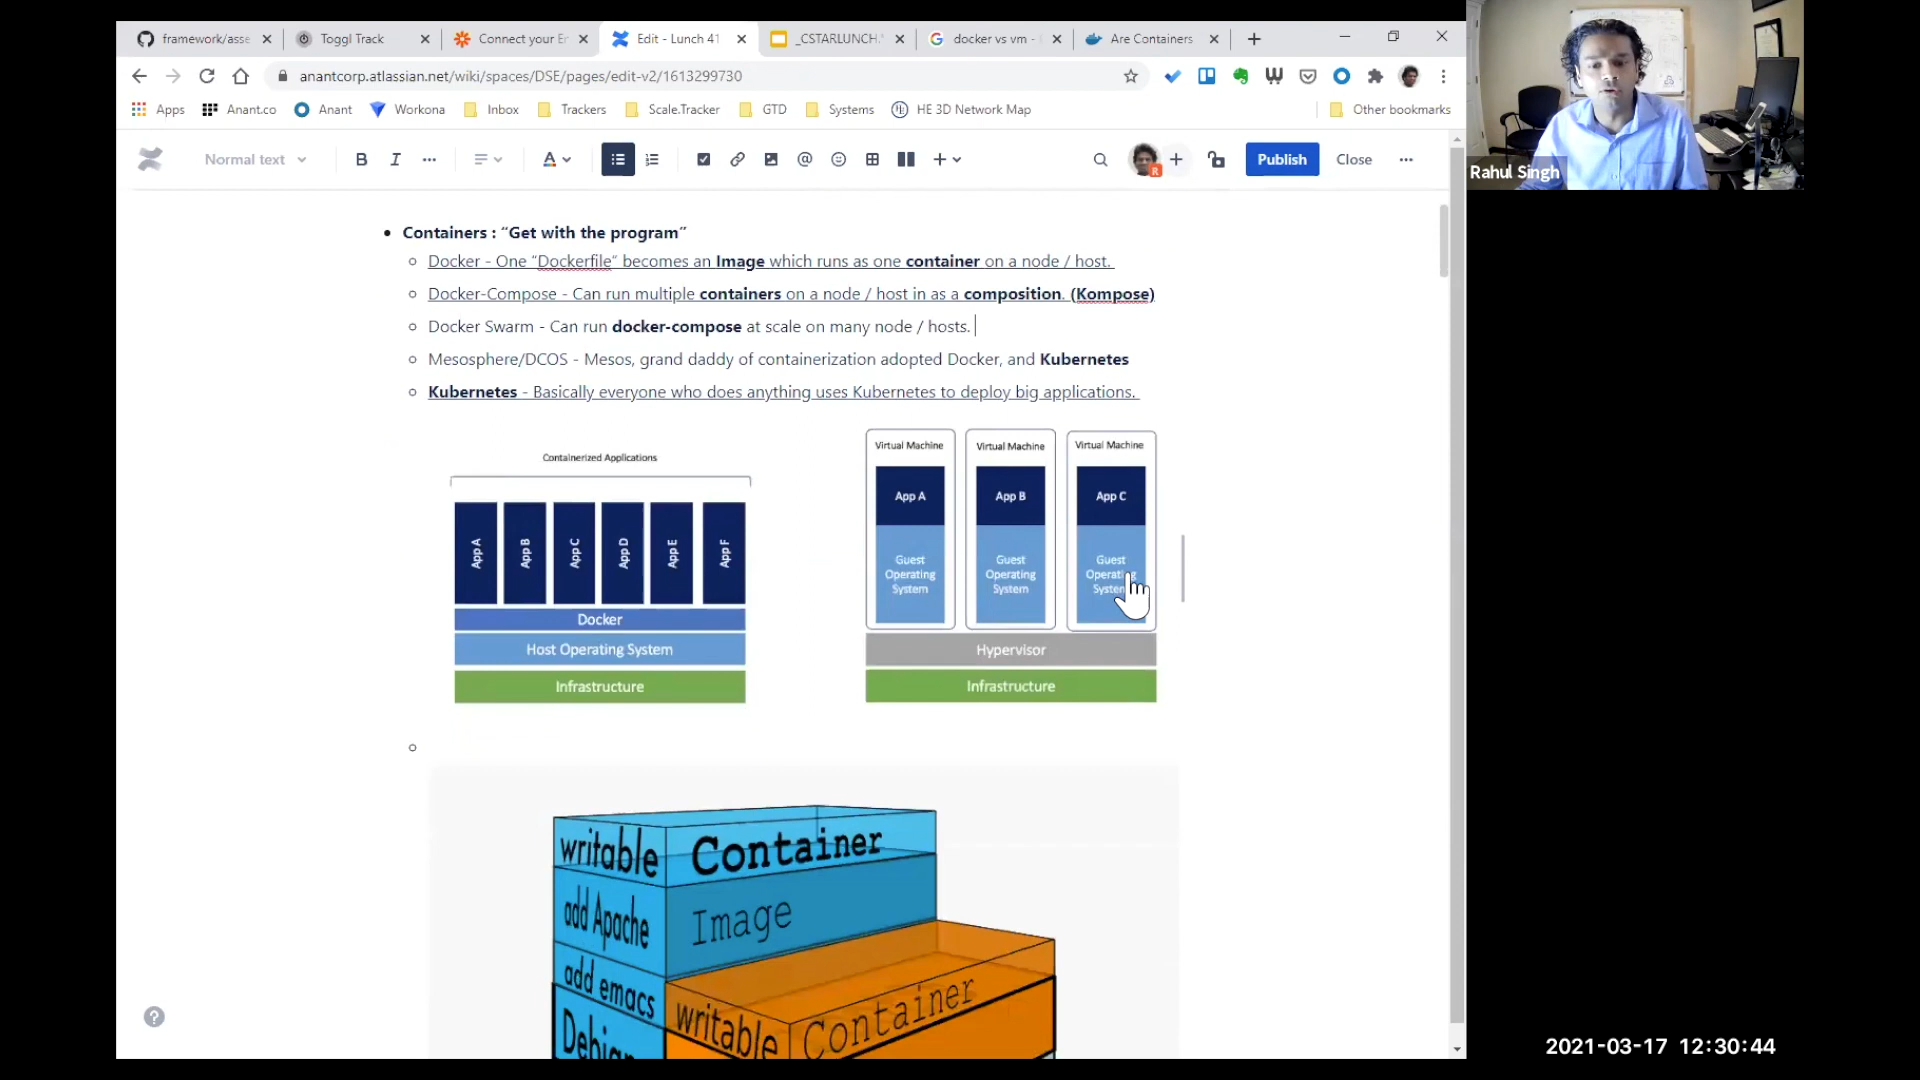 framework/asse
Toggl Track
Connect your E
Edit - Lunch 41
_CSTARLUNCH
docker vs vm -
Are Containers
anantcorp.atlassian.net/wiki/spaces/DSE/pages/edit-v2/1613299730
Apps
Anant.co
Anant
Workona
Inbox
Trackers
Scale.Tracker
GTD
Systems
HE 3D Network Map
Other bookmarks
Normal text
B I
A
@
R
Publish
Close
Rahul Singh
Containers : “Get with the program”
Docker - One “Dockerfile” becomes an Image which runs as one container on a node / host.
Docker-Compose - Can run multiple containers on a node / host in as a composition. (Kompose)
Docker Swarm - Can run docker-compose at scale on many node / hosts.
Mesosphere/DCOS - Mesos, grand daddy of containerization adopted Docker, and Kubernetes
Kubernetes - Basically everyone who does anything uses Kubernetes to deploy big applications.
Containerized Applications
App A
App B
App C
App D
App E
App F
Docker
Host Operating System
Infrastructure
Virtual Machine
Virtual Machine
Virtual Machine
App A
App B
App C
Guest
Operating
System
Guest
Operating
System
Guest
Operating
System
Hypervisor
Infrastructure
writable Container
add Apache Image
add emacs
writable Container
Debian
2021-03-17 12:30:44